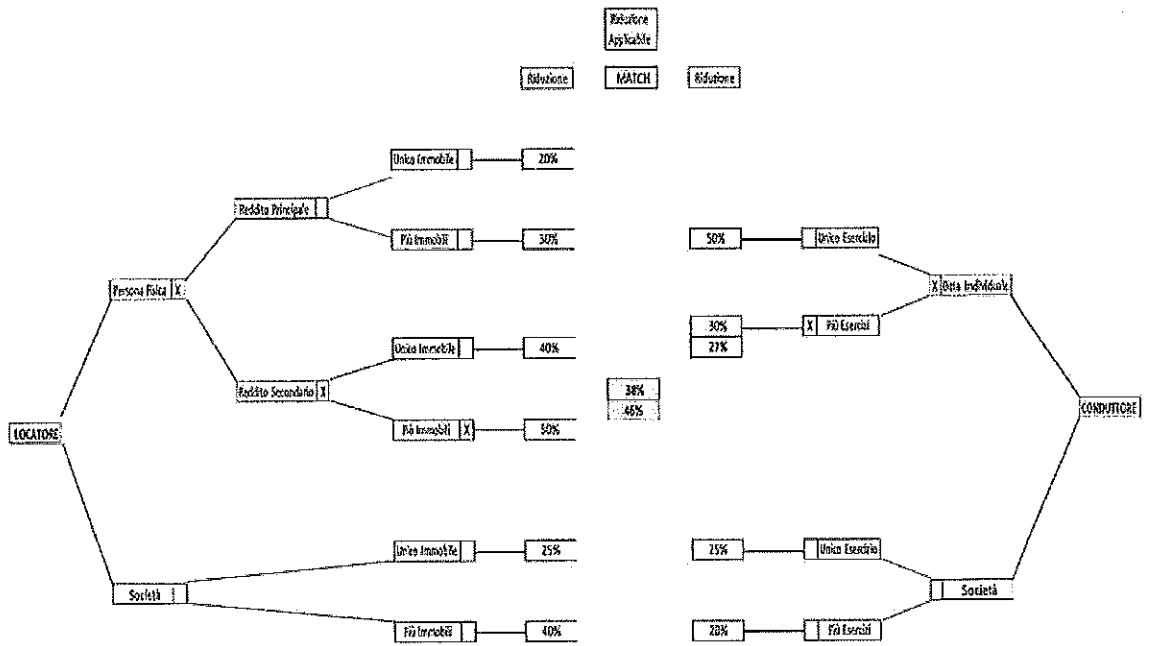 Riduzione
Applicabile
Riduzione MATCH Riduzione
Unico Immobile 20%
Reddito Principale
Più Immobili 30% 50% Unico Esercizio
Persona Fisica X X Ditta Individuale
30% X Più Esercizi
27%
Unico Immobile 40%
Reddito Secondario X 38%
46%
CONDUTTORE
LOCATORE Più Immobili X 50%
Unico Immobile 25% 25% Unico Esercizio
Società Società
Più Immobili 40% 20% Più Esercizi